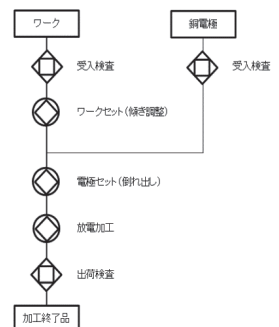 ワーク
銅電極
受入検査
受入検査
ワークセット(傾き調整)
電極セット(倒れ出し)
放電加工
出荷検査
加工終了品